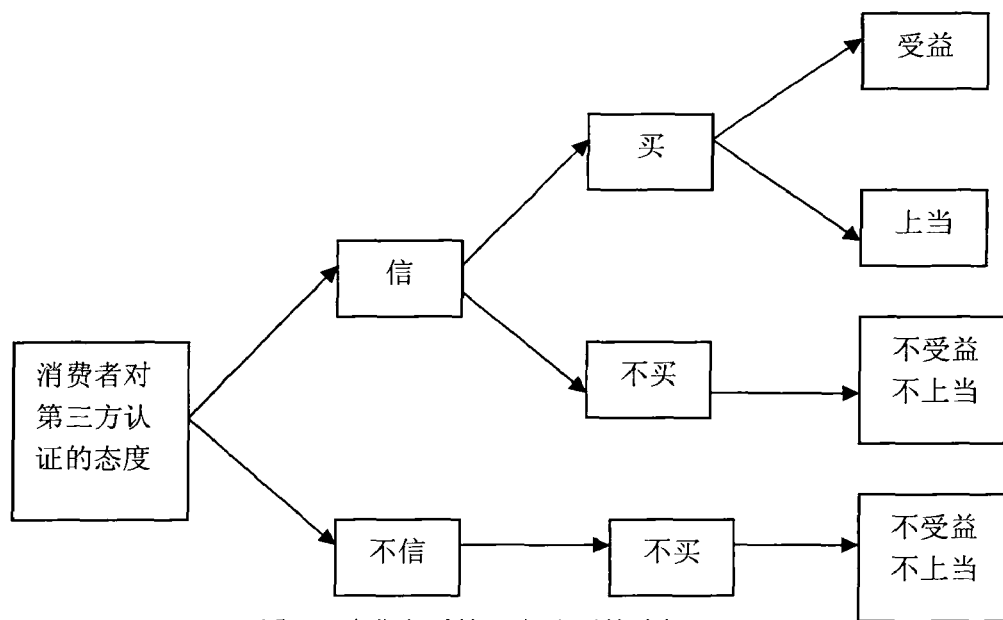 受益
买
上当
信
消费者对
第三方认
证的态度
不买
不受益
不上当
不信
不买
不受益
不上当